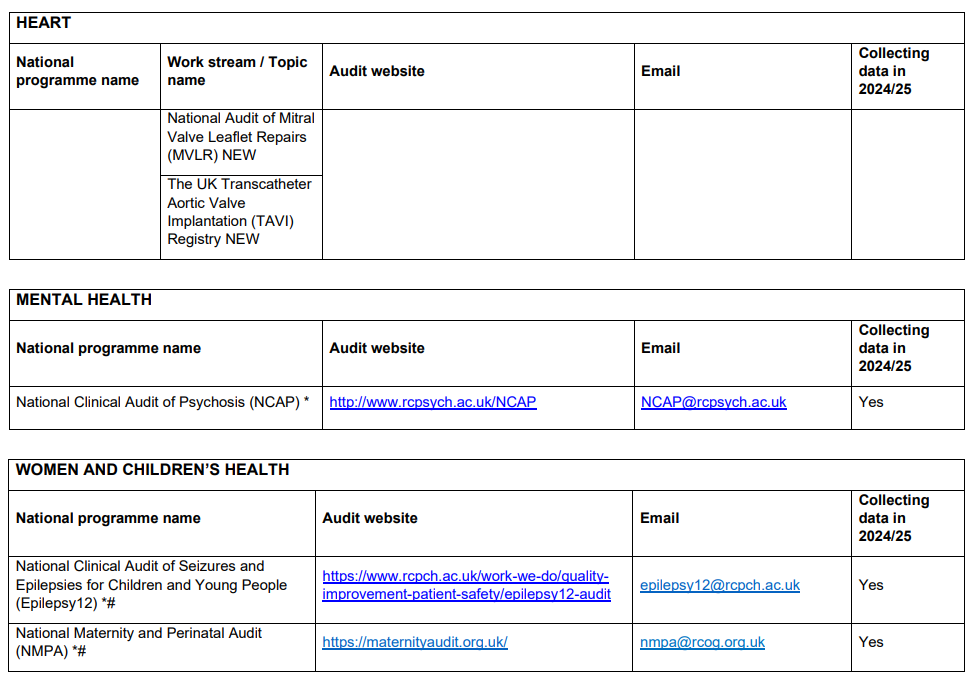 HEART
National programme name
Work stream / Topic name
Audit website
Email
Collecting data in 2024/25
National Audit of Mitral
Valve Leaflet Repairs
(MVLR) NEW
The UK Transcatheter
Aortic Valve
Implantation (TAVI)
Registry NEW
MENTAL HEALTH
National programme name
Audit website
Email
Collecting data in 2024/25
National Clinical Audit of Psychosis (NCAP) *
http://www.rcpsych.ac.uk/NCAP
NCAP@rcpsych.ac.uk
Yes
WOMEN AND CHILDREN’S HEALTH
National programme name
Audit website
Email
Collecting data in 2024/25
National Clinical Audit of Seizures and
Epilepsies for Children and Young People
(Epilepsy12) *#
https://www.rcpch.ac.uk/work-we-do/quality-
improvement-patient-safety/epilepsy12-audit
epilepsy12@rcpch.ac.uk
Yes
National Maternity and Perinatal Audit
(NMPA) *#
https://maternityaudit.org.uk/
nmpa@rcog.org.uk
Yes